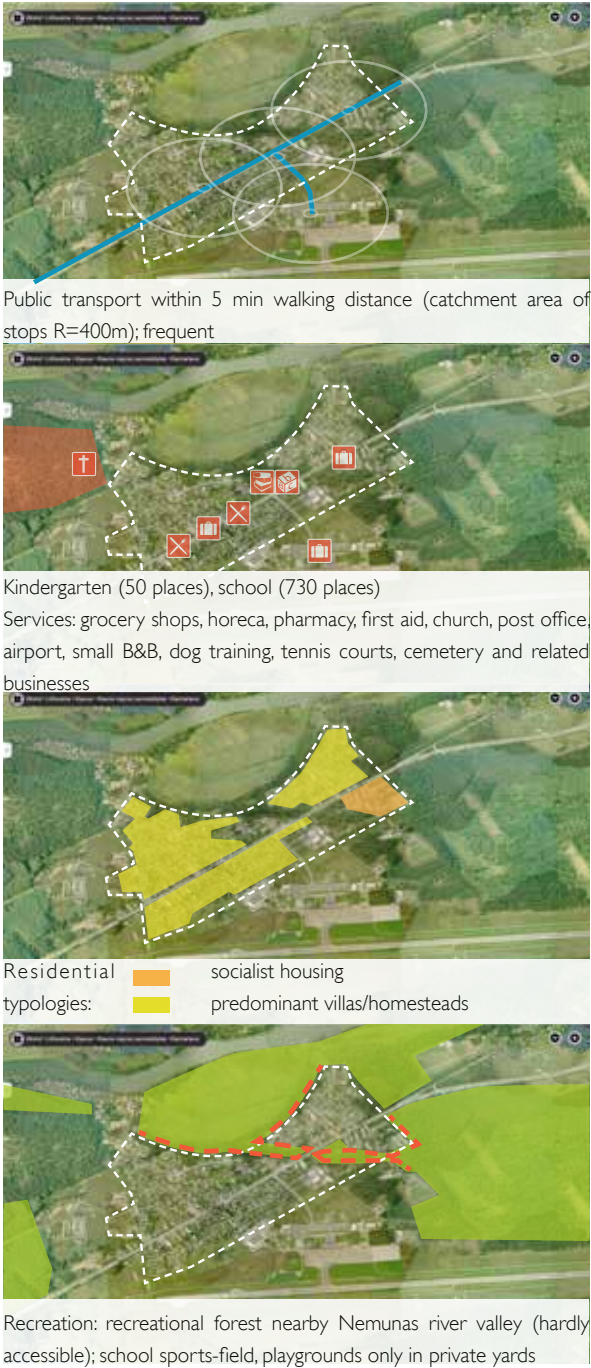 Public transport within 5 min walking distance (catchment area of
stops R=400m); frequent
Kindergarten (50 places), school (730 places)
Services: grocery shops, horeca, pharmacy, first aid, church, post office,
airport, small B&B, dog training, tennis courts, cemetery and related
businesses
Residential socialist housing
typologies: predominant villas/homesteads
Recreation: recreational forest nearby Nemunas river valley (hardly
accessible); school sports-field, playgrounds only in private yards